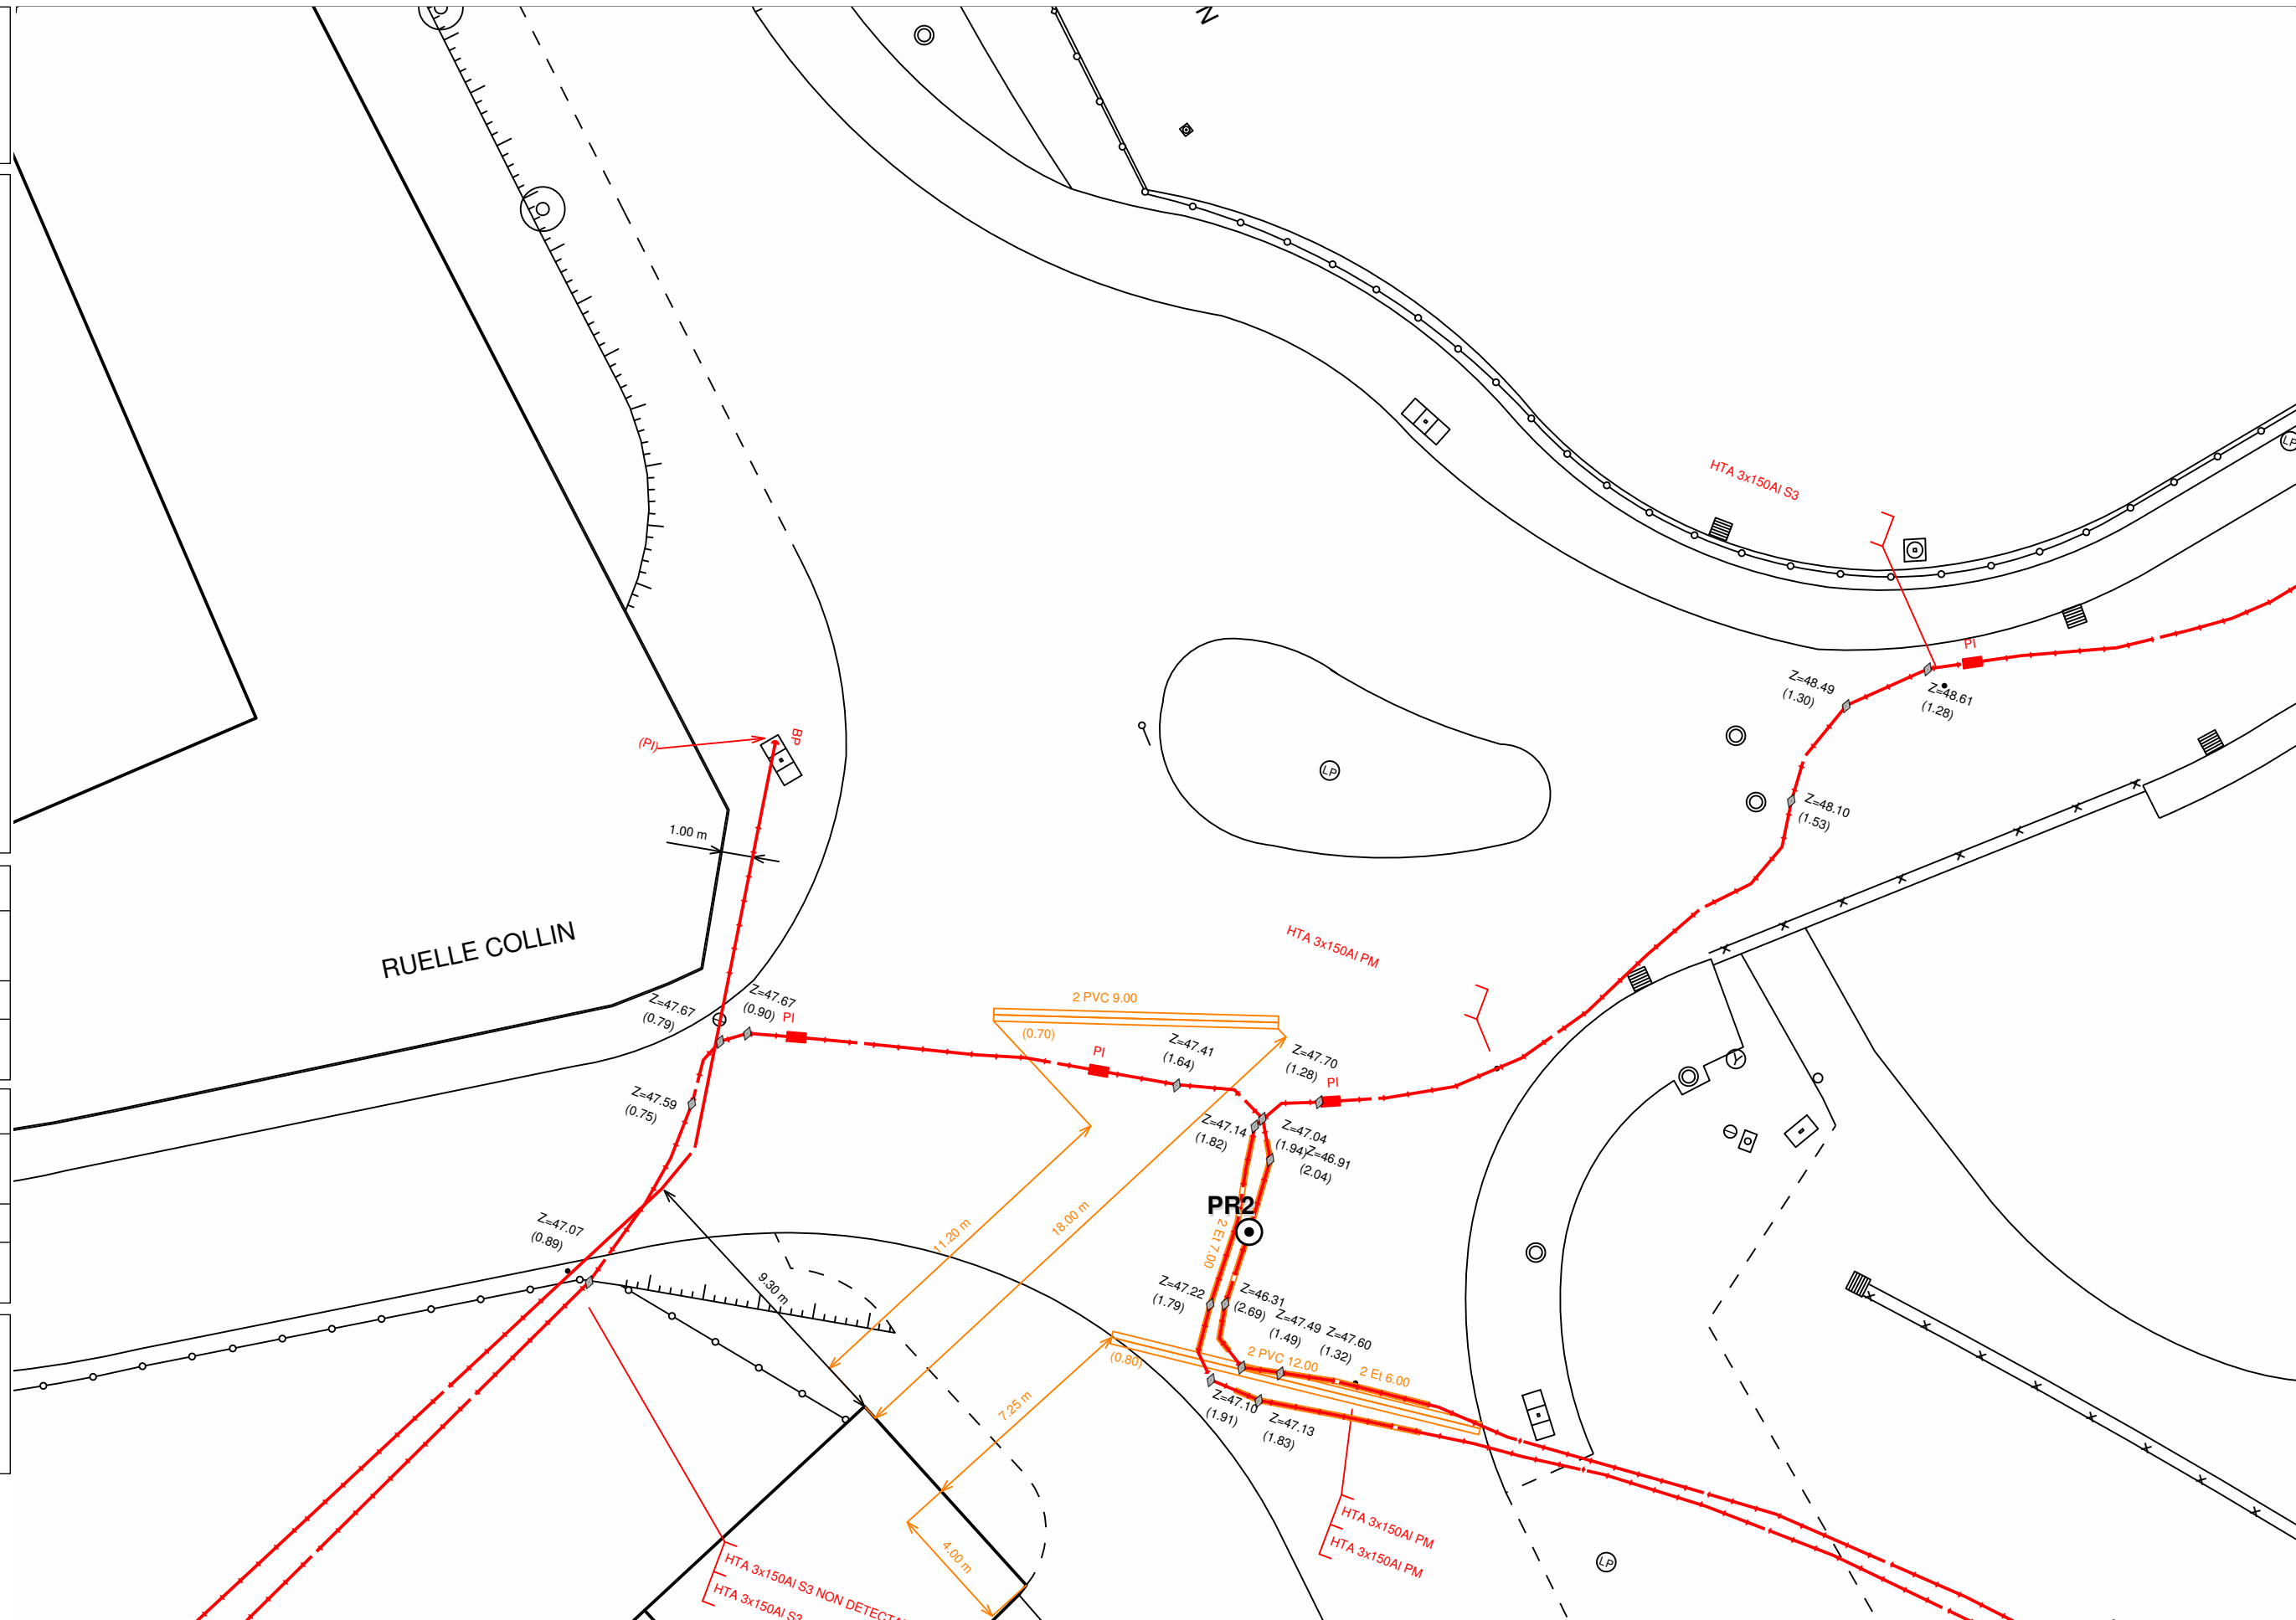 N
HTA 3x150Al S3
LP
PI
Z=48.49
(1.30)
Z=48.61
(1.28)
BP
(PI)
LP
Z=48.10
(1.53)
1.00 m
RUELLE COLLIN
HTA 3x150Al PM
Z=47.67
(0.79)
Z=47.67
(0.90)
PI
2 PVC 9.00
(0.70)
PI
Z=47.41
(1.64)
Z=47.70
(1.28)
PI
Y
Z=47.59
(0.75)
Z=47.14
(1.82)
Z=47.04
(1.94)
Z=46.91
(2.04)
PR2
2 Et 7.00
Z=47.07
(0.89)
11.20 m
18.00 m
9.30 m
Z=47.22
(1.79)
Z=46.31
(2.69)
Z=47.49
(1.49)
Z=47.60
(1.32)
(0.80)
2 PVC 12.00
2 Et 6.00
7.25 m
Z=47.10
(1.91)
Z=47.13
(1.83)
4.00 m
HTA 3x150Al PM
HTA 3x150Al PM
LP
HTA 3x150Al S3 NON DETECTA
HTA 3x150Al S3